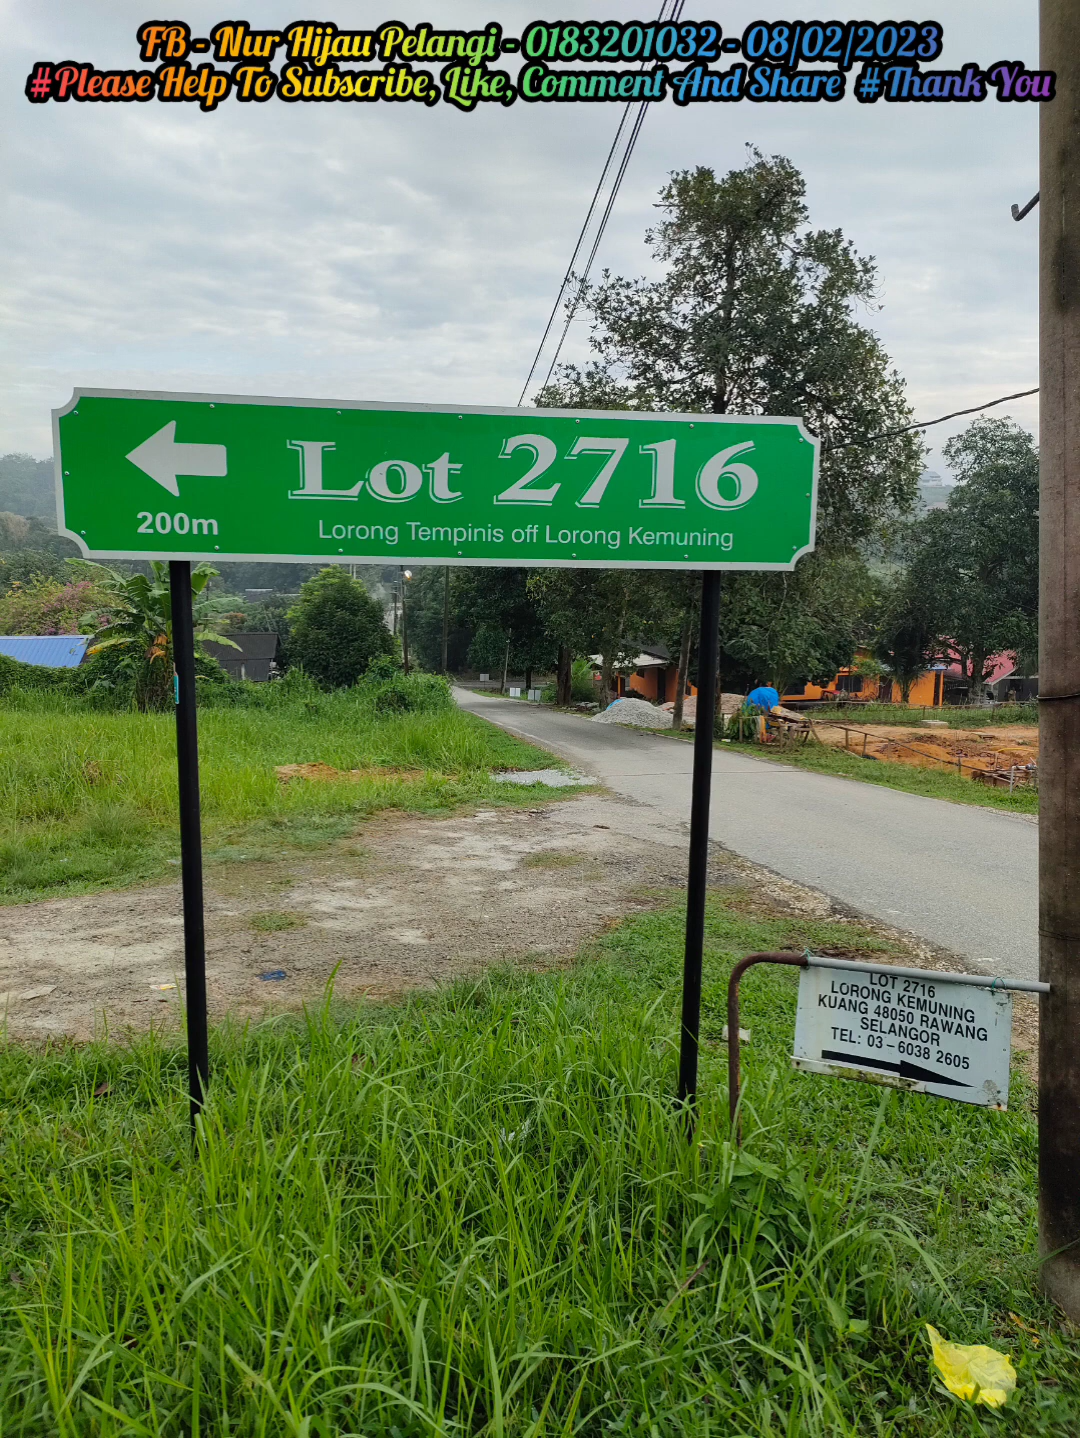 FB - Nur Hijau Pelangi - 0183201032 - 08/02/2023
#Please Help To Subscribe, Like, Comment And Share #Thank You
Lot 2716
200m
Lorong Tempinis off Lorong Kemuning
LOT 2716
LORONG KEMUNING
KUANG 48050 RAWANG
SELANGOR
TEL: 03-6038 2605